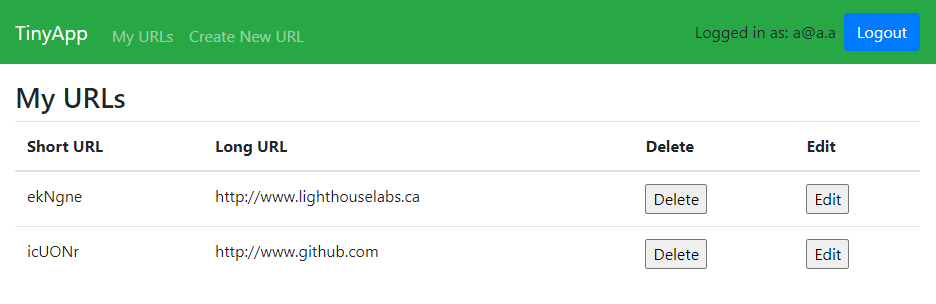 TinyApp My URLs Create New URL Logged in as: a@a.a Logout
My URLs
Short URL Long URL Delete Edit
ekNgne http://www.lighthouselabs.ca Delete Edit
icUONr http://www.github.com Delete Edit